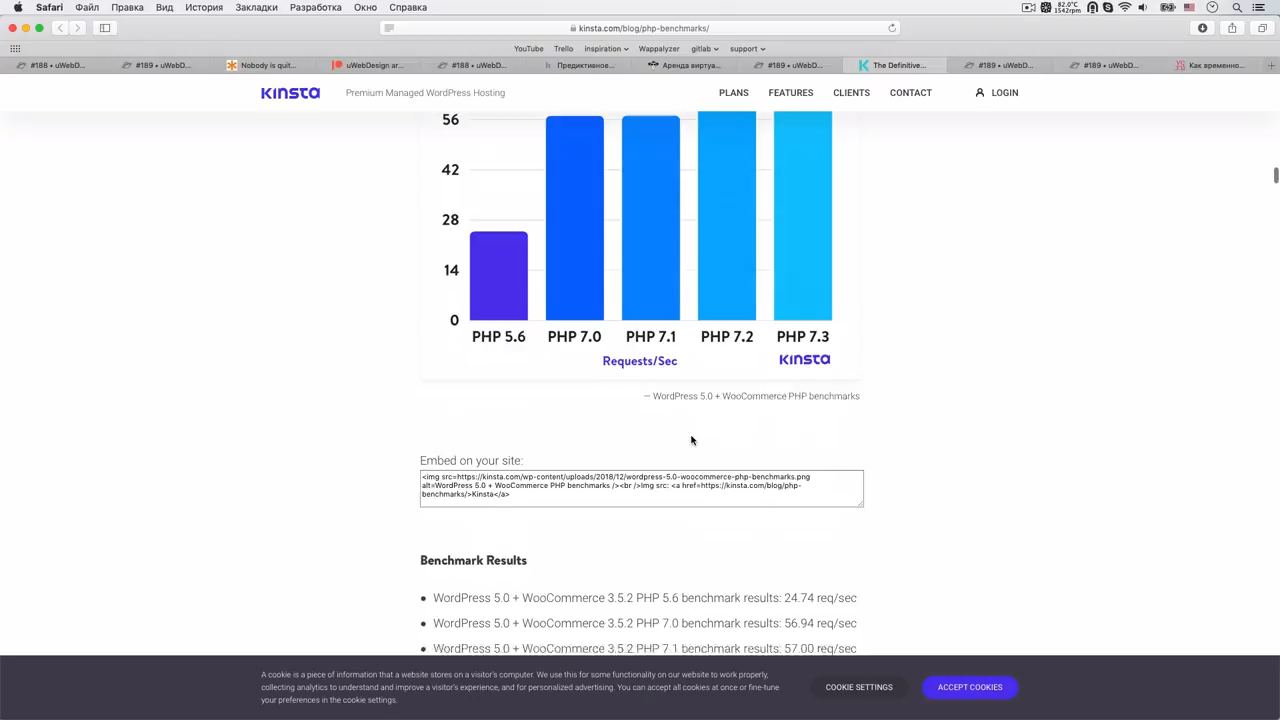 Safari Файл Правка Вид История Закладки Разработка Окно Справка
82.0°C
1542rpm
kinsta.com/blog/php-benchmarks/
YouTube Trello inspiration Wappalyzer gitlab support
#188 • uWebD... #189 • uWebD... Nobody is quit... uWebDesign ar... #188 • uWebD... Предиктивное... Аренда виртуа... #189 • uWebD... The Definitive... #189 • uWebD... #189 • uWebD... Как временно...
KINSTA Premium Managed WordPress Hosting PLANS FEATURES CLIENTS CONTACT LOGIN
56
42
28
14
0
PHP 5.6 PHP 7.0 PHP 7.1 PHP 7.2 PHP 7.3
Requests/Sec KINSTA
— WordPress 5.0 + WooCommerce PHP benchmarks
Embed on your site:
<img src=https://kinsta.com/wp-content/uploads/2018/12/wordpress-5.0-woocommerce-php-benchmarks.png
alt=WordPress 5.0 + WooCommerce PHP benchmarks /><br />Img src: <a href=https://kinsta.com/blog/php-
benchmarks/>Kinsta</a>
Benchmark Results
• WordPress 5.0 + WooCommerce 3.5.2 PHP 5.6 benchmark results: 24.74 req/sec
• WordPress 5.0 + WooCommerce 3.5.2 PHP 7.0 benchmark results: 56.94 req/sec
• WordPress 5.0 + WooCommerce 3.5.2 PHP 7.1 benchmark results: 57.00 req/sec
A cookie is a piece of information that a website stores on a visitor's computer. We use this for some functionality on our website to work properly,
collecting analytics to understand and improve a visitor's experience, and for personalized advertising. You can accept all cookies at once or fine-tune
your preferences in the cookie settings.
COOKIE SETTINGS ACCEPT COOKIES